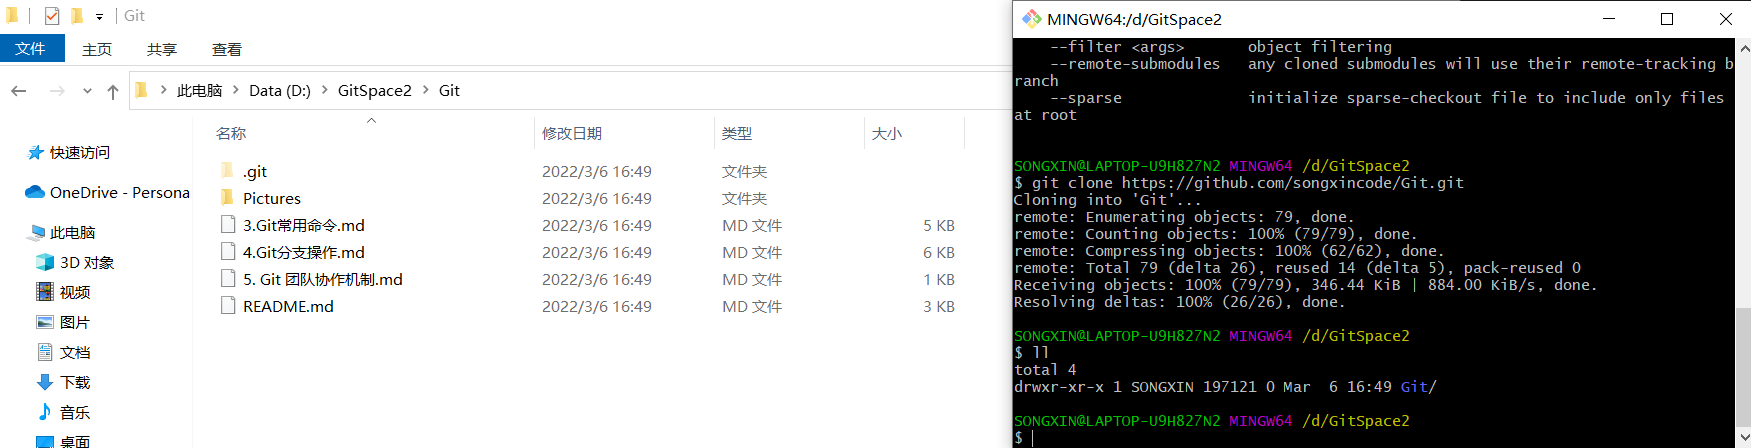 Git
文件 主页 共享 查看
此电脑 Data (D:) GitSpace2 Git
名称 修改日期 类型 大小
快速访问
OneDrive - Persona
此电脑
3D 对象
视频
图片
文档
下载
音乐
桌面
.git 2022/3/6 16:49 文件夹
Pictures 2022/3/6 16:49 文件夹
3.Git常用命令.md 2022/3/6 16:49 MD 文件 5 KB
4.Git分支操作.md 2022/3/6 16:49 MD 文件 6 KB
5. Git 团队协作机制.md 2022/3/6 16:49 MD 文件 1 KB
README.md 2022/3/6 16:49 MD 文件 3 KB
MINGW64:/d/GitSpace2
--filter <args> object filtering
--remote-submodules any cloned submodules will use their remote-tracking b
ranch
--sparse initialize sparse-checkout file to include only files
at root
SONGXIN@LAPTOP-U9H827N2 MINGW64 /d/GitSpace2
$ git clone https://github.com/songxincode/Git.git
Cloning into 'Git'...
remote: Enumerating objects: 79, done.
remote: Counting objects: 100% (79/79), done.
remote: Compressing objects: 100% (62/62), done.
remote: Total 79 (delta 26), reused 14 (delta 5), pack-reused 0
Receiving objects: 100% (79/79), 346.44 KiB | 884.00 KiB/s, done.
Resolving deltas: 100% (26/26), done.
SONGXIN@LAPTOP-U9H827N2 MINGW64 /d/GitSpace2
$ ll
total 4
drwxr-xr-x 1 SONGXIN 197121 0 Mar  6 16:49 Git/
SONGXIN@LAPTOP-U9H827N2 MINGW64 /d/GitSpace2
$